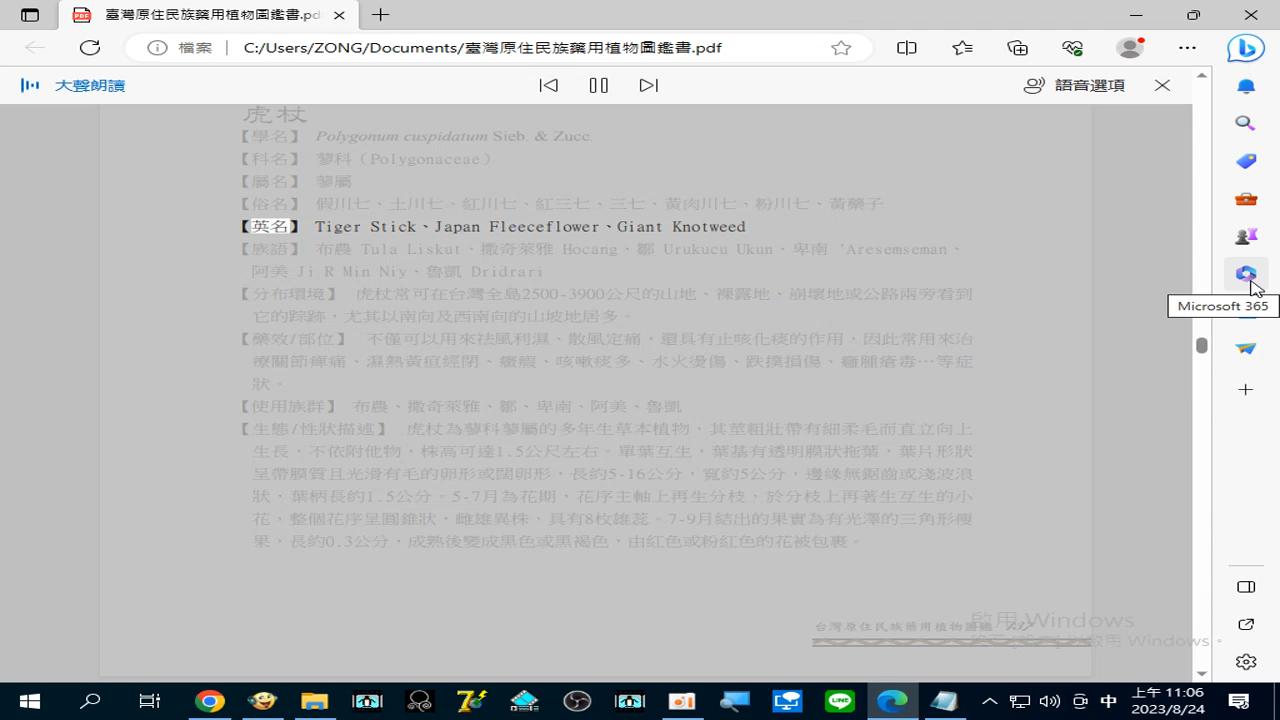 臺灣原住民族藥用植物圖鑑書.pd
檔案
C:/Users/ZONG/Documents/臺灣原住民族藥用植物圖鑑書.pdf
大聲朗讀
語音選項
虎杖
【學名】 Polygonum cuspidatum Sieb. & Zucc.
【科名】 蓼科（Polygonaceae）
【屬名】 蓼屬
【俗名】 假川七、土川七、紅川七、紅三七、三七、黃肉川七、粉川七、黃藥子
【英名】 Tiger Stick、Japan Fleeceflower、Giant Knotweed
【族語】 布農 Tula Liskut、撒奇萊雅 Hocang、鄒 Urukucu Ukun、卑南 'Aresemseman、
阿美 Ji R Min Niy、魯凱 Dridrari
【分布環境】 虎杖常可在台灣全島2500-3900公尺的山地、裸露地、崩壞地或公路兩旁看到
它的踪跡，尤其以南向及西南向的山坡地居多。
【藥效/部位】 不僅可以用來祛風利濕、散風定痛，還具有止咳化痰的作用，因此常用來治
療關節痺痛、濕熱黃疸經閉、癥瘕、咳嗽痰多、水火燙傷、跌撲損傷、癰腫瘡毒…等症
狀。
【使用族群】 布農、撒奇萊雅、鄒、卑南、阿美、魯凱
【生態/性狀描述】 虎杖為蓼科蓼屬的多年生草本植物，其莖粗壯帶有細柔毛而直立向上
生長，不依附他物，株高可達1.5公尺左右。單葉互生，葉基有透明膜狀拖葉，葉片形狀
呈帶膜質且光滑有毛的卵形或闊卵形，長約5-16公分，寬約5公分，邊緣無鋸齒或淺波浪
狀，葉柄長約1.5公分。5-7月為花期，花序主軸上再生分枝，於分枝上再著生互生的小
花，整個花序呈圓錐狀，雌雄異株，具有8枚雄蕊。7-9月結出的果實為有光澤的三角形瘦
果，長約0.3公分，成熟後變成黑色或黑褐色，由紅色或粉紅色的花被包裹。
台灣原住民族藥用植物圖鑑
啟用 Windows
Windows。
Microsoft 365
LINE
中
上午 11:06
2023/8/24